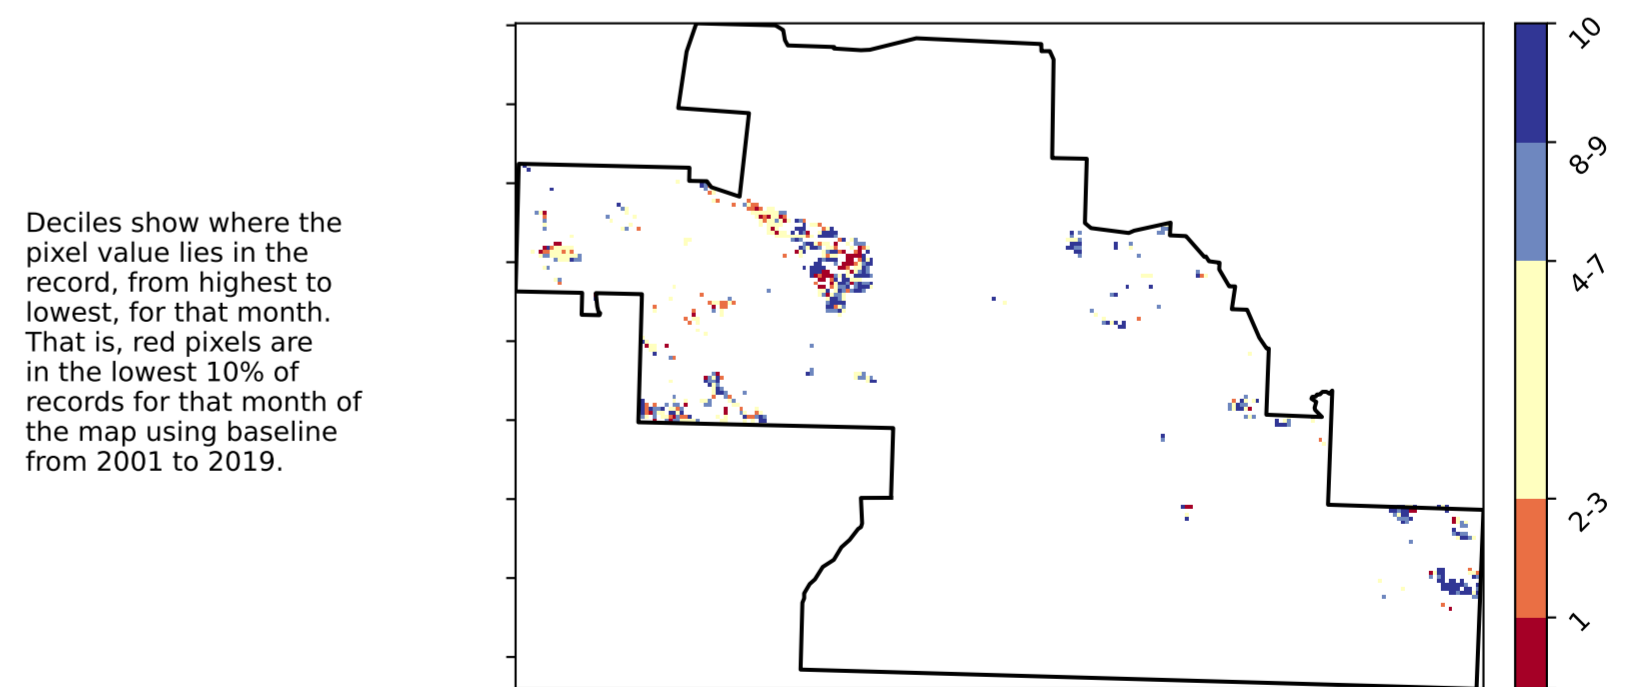 Deciles show where the
pixel value lies in the
record, from highest to
lowest, for that month.
That is, red pixels are
in the lowest 10% of
records for that month of
the map using baseline
from 2001 to 2019.
10
8-9
4-7
2-3
1